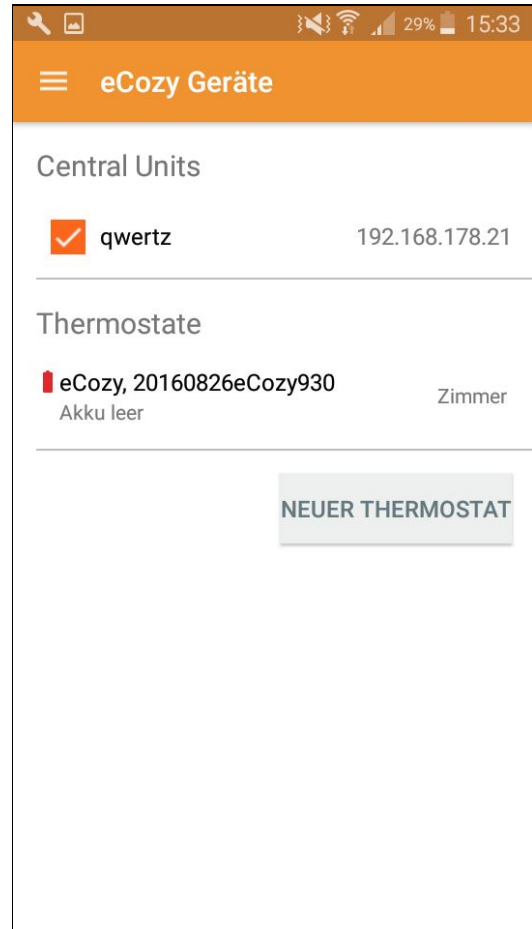 29% 15:33
eCozy Geräte
Central Units
qwertz 192.168.178.21
Thermostate
eCozy, 20160826eCozy930 Zimmer
Akku leer
NEUER THERMOSTAT